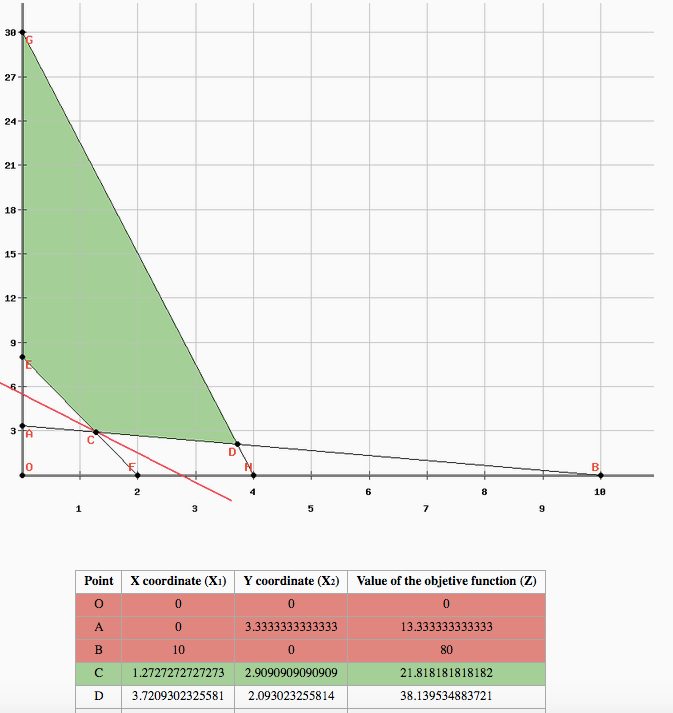 30
G
27
24
21
18
15
12
9
E
6
3
A
C
D
O
F
H
B
2
4
6
8
10
1
3
5
7
9
Point X coordinate (X1) Y coordinate (X2) Value of the objetive function (Z)
O 0 0 0
A 0 3.3333333333333 13.333333333333
B 10 0 80
C 1.2727272727273 2.9090909090909 21.818181818182
D 3.7209302325581 2.093023255814 38.139534883721